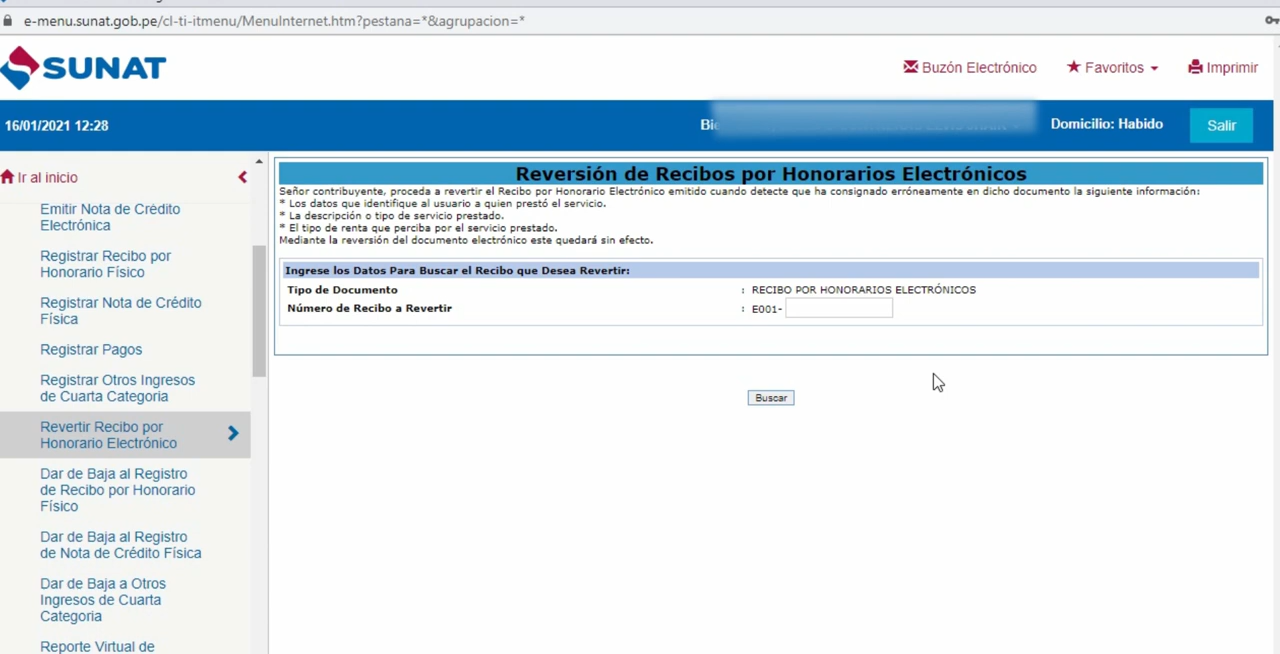 e-menu.sunat.gob.pe/cl-ti-itmenu/MenuInternet.htm?pestana=*&agrupacion=*
SUNAT
Buzón Electrónico
Favoritos
Imprimir
16/01/2021 12:28
Domicilio: Habido
Salir
Ir al inicio
Emitir Nota de Crédito
Electrónica
Registrar Recibo por
Honorario Físico
Registrar Nota de Crédito
Física
Registrar Pagos
Registrar Otros Ingresos
de Cuarta Categoria
Revertir Recibo por
Honorario Electrónico
Dar de Baja al Registro
de Recibo por Honorario
Físico
Dar de Baja al Registro
de Nota de Crédito Física
Dar de Baja a Otros
Ingresos de Cuarta
Categoria
Reporte Virtual de
Reversión de Recibos por Honorarios Electrónicos
Señor contribuyente, proceda a revertir el Recibo por Honorario Electrónico emitido cuando detecte que ha consignado erróneamente en dicho documento la siguiente información:
* Los datos que identifique al usuario a quien prestó el servicio.
* La descripción o tipo de servicio prestado.
* El tipo de renta que perciba por el servicio prestado.
Mediante la reversión del documento electrónico este quedará sin efecto.
Ingrese los Datos Para Buscar el Recibo que Desea Revertir:
Tipo de Documento : RECIBO POR HONORARIOS ELECTRÓNICOS
Número de Recibo a Revertir : E001-
Buscar